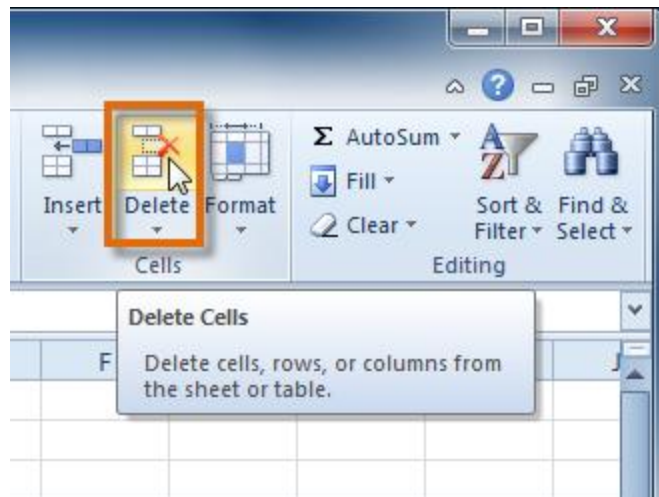 ?
Σ AutoSum
A
Z
Fill
Insert Delete Format
Sort & Find &
Clear
Filter Select
Cells
Editing
Delete Cells
F
J
Delete cells, rows, or columns from
the sheet or table.